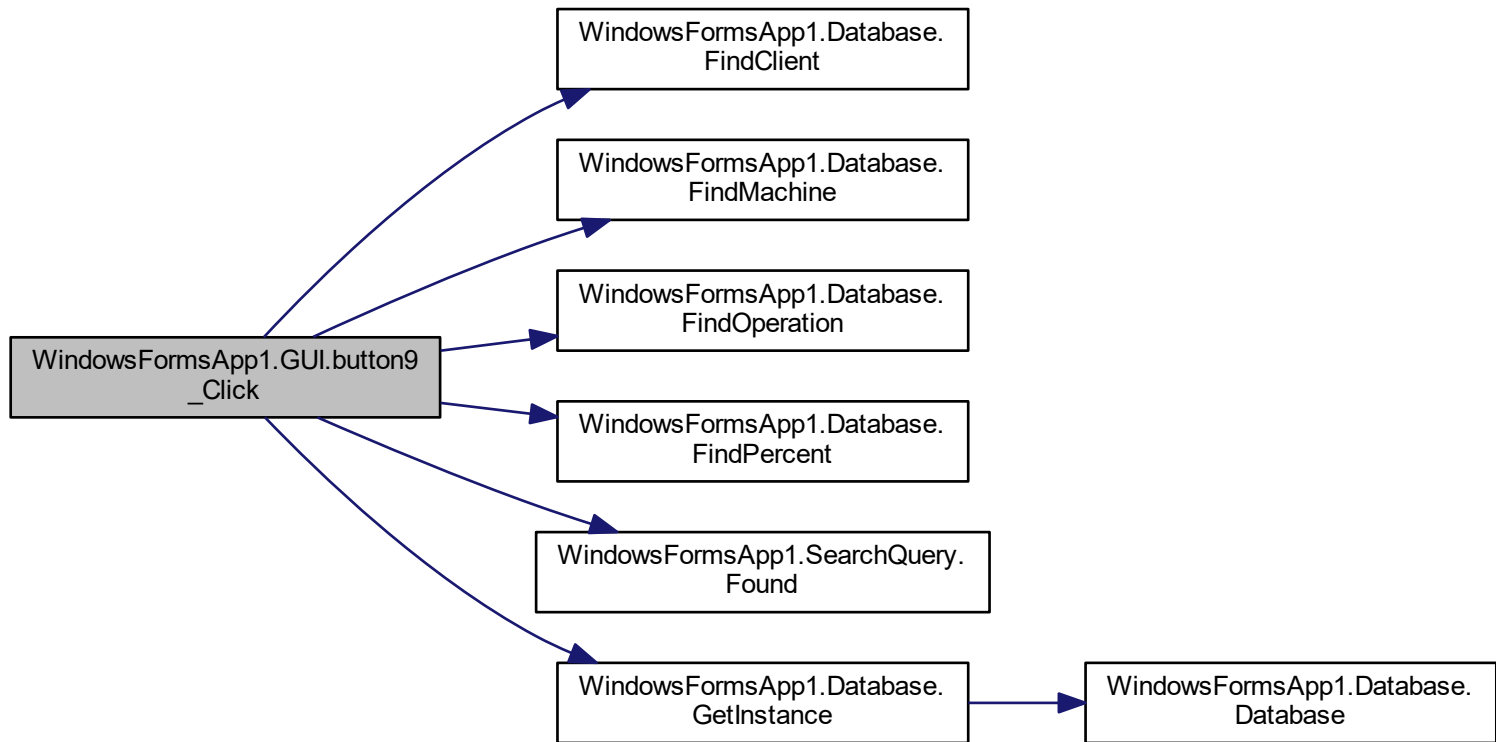 WindowsFormsApp1.Database.
FindClient
WindowsFormsApp1.Database.
FindMachine
WindowsFormsApp1.Database.
FindOperation
WindowsFormsApp1.GUI.button9
_Click
WindowsFormsApp1.Database.
FindPercent
WindowsFormsApp1.SearchQuery.
Found
WindowsFormsApp1.Database.
GetInstance
WindowsFormsApp1.Database.
Database